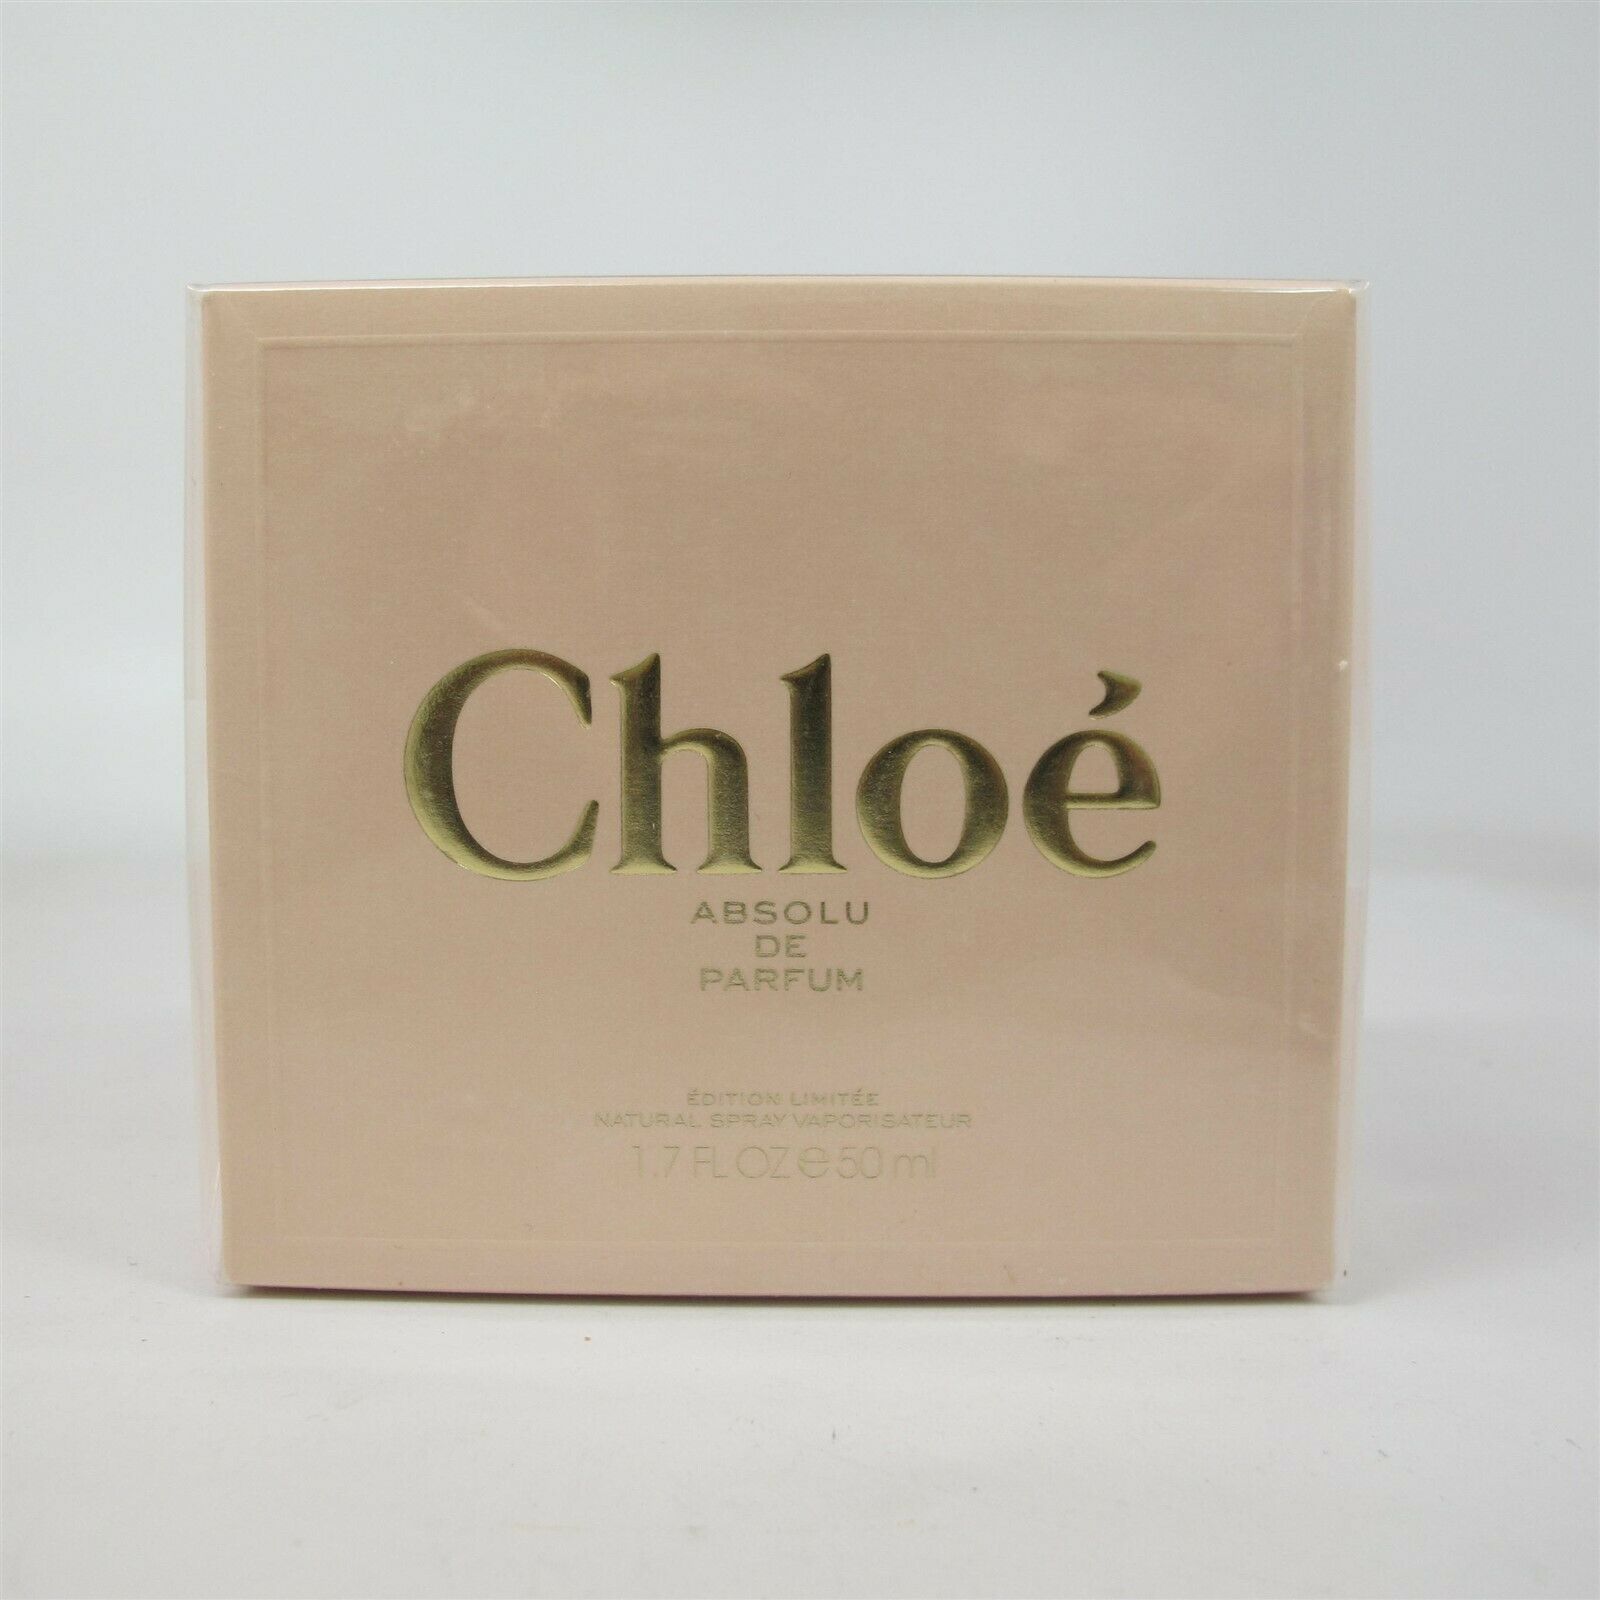 Chloé
ABSOLU
DE
PARFUM
ÉDITION LIMITÉE
NATURAL SPRAY VAPORISATEUR
1.7 FL.OZ. ℮ 50 ml